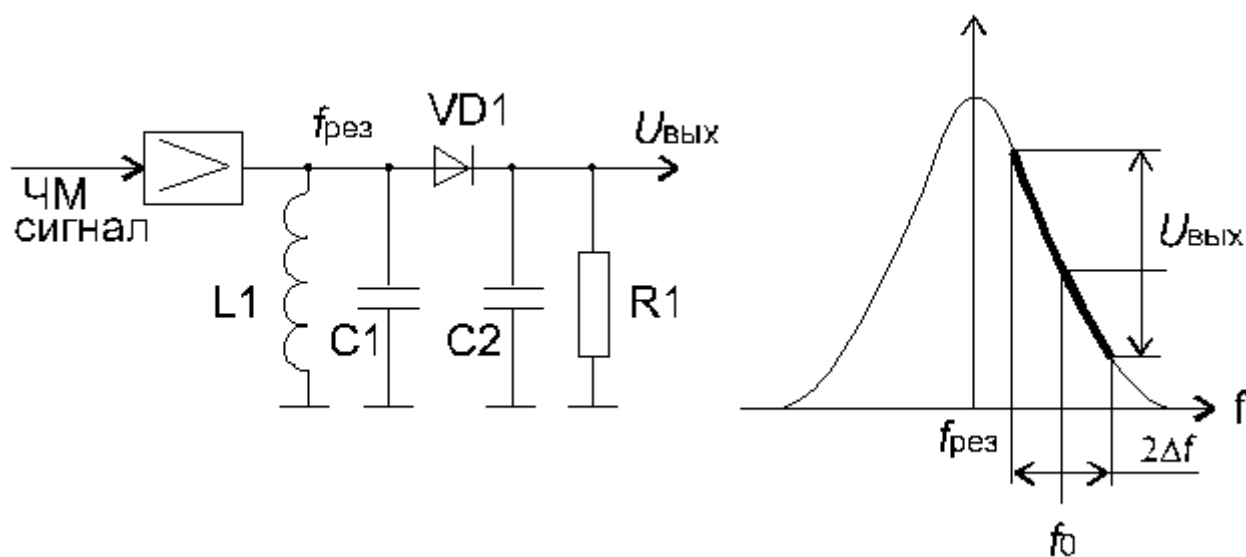 ЧМ
сигнал
fрез
VD1
Uвых
L1
C1
C2
R1
Uвых
f
fрез
2Δf
f0